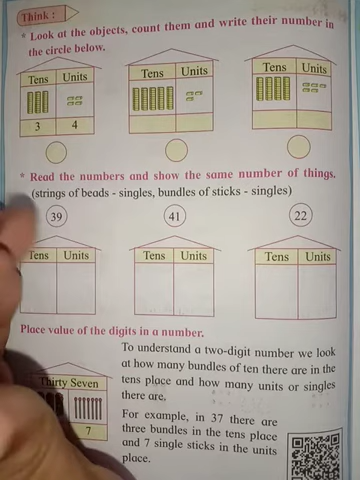 Think :
* Look at the objects, count them and write their number in
the circle below.
Tens Units
Tens Units
Tens Units
3 4
* Read the numbers and show the same number of things.
(strings of beads - singles, bundles of sticks - singles)
39 41 22
Tens Units
Tens Units
Tens Units
Place value of the digits in a number.
To understand a two-digit number we look
at how many bundles of ten there are in the
tens place and how many units or singles
there are.
Thirty Seven
7
For example, in 37 there are
three bundles in the tens place
and 7 single sticks in the units
place.